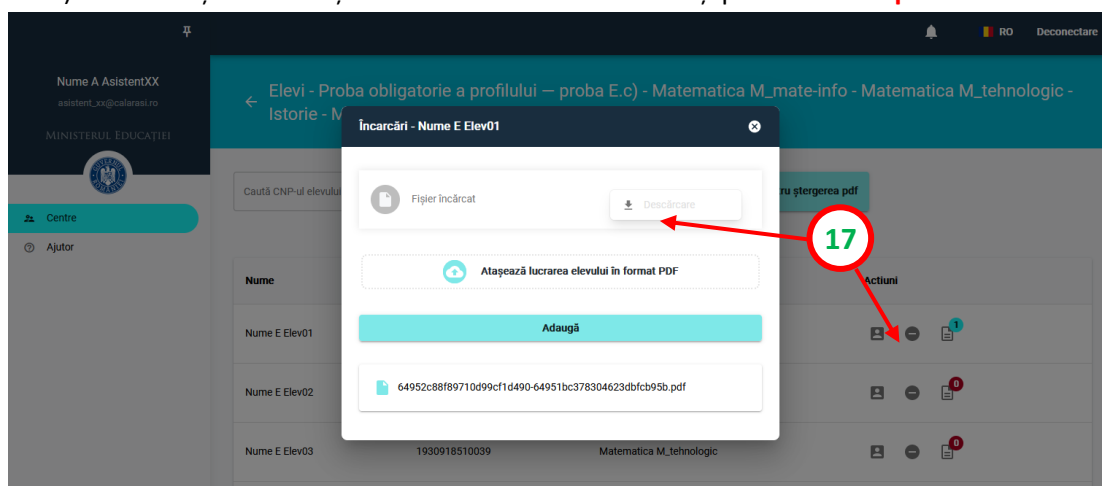 RO Deconectare
Nume A AsistentXX
asistent_xx@calarasi.ro
MINISTERUL EDUCAȚIEI
Centre
Ajutor
Elevi - Proba obligatorie a profilului — proba E.c) - Matematica M_mate-info - Matematica M_tehnologic -
Istorie - M
Încarcări - Nume E Elev01
Caută CNP-ul elevului
Fișier încărcat
Descărcare
ru ștergerea pdf
17
Atașează lucrarea elevului în format PDF
Nume
Actiuni
Adaugă
Nume E Elev01
1
64952c88f89710d99cf1d490-64951bc378304623dbfcb95b.pdf
Nume E Elev02
0
Nume E Elev03 1930918510039 Matematica M_tehnologic
0